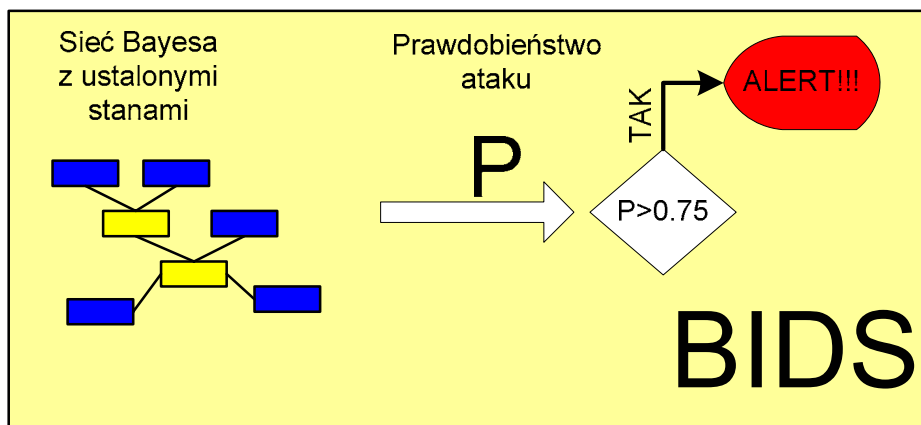 Sieć Bayesa
z ustalonymi
stanami
Prawdobieństwo
ataku
P
P>0.75
TAK
ALERT!!!
BIDS